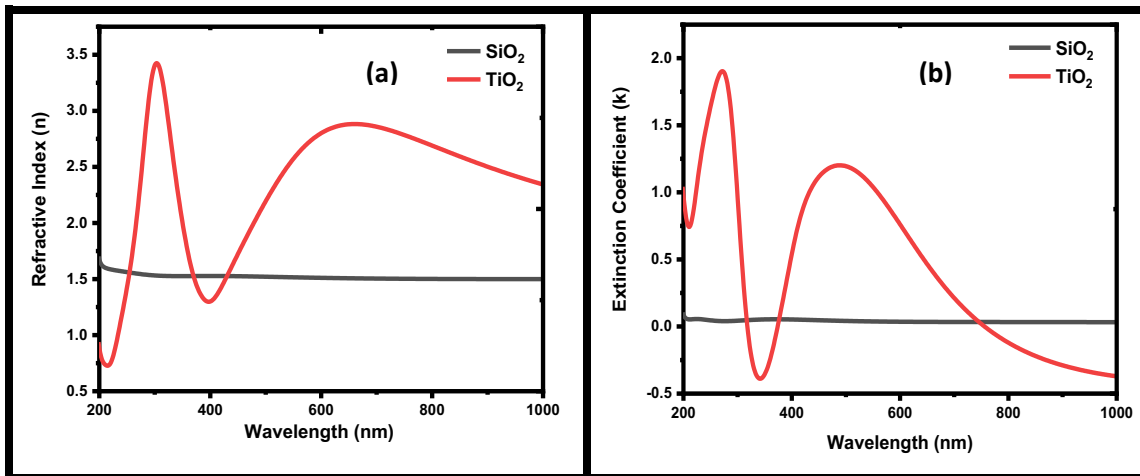 (a)
SiO₂
TiO₂
Refractive Index (n)
3.5
3.0
2.5
2.0
1.5
1.0
0.5
200
400
600
800
1000
Wavelength (nm)
(b)
SiO₂
TiO₂
Extinction Coefficient (k)
2.0
1.5
1.0
0.5
0.0
-0.5
200
400
600
800
1000
Wavelength (nm)